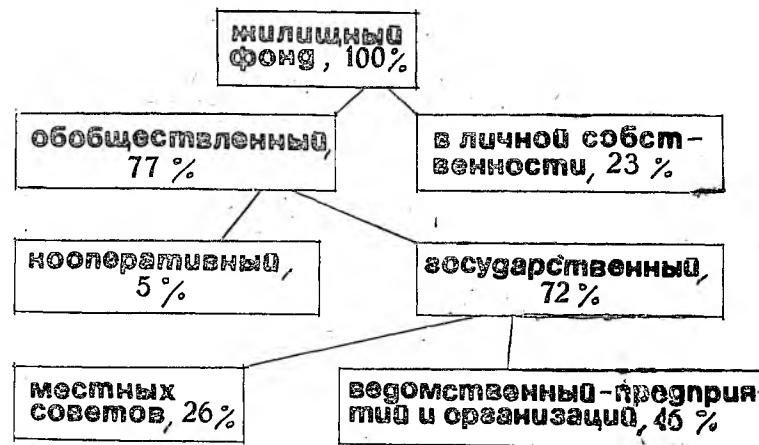 жилищный
фонд, 100%
обобществленный,
77 %
в личной собст-
венности, 23 %
кооперативный,
5 %
государственный,
72 %
местных
советов, 26%
ведомственный-предприя-
тий и организаций, 46 %